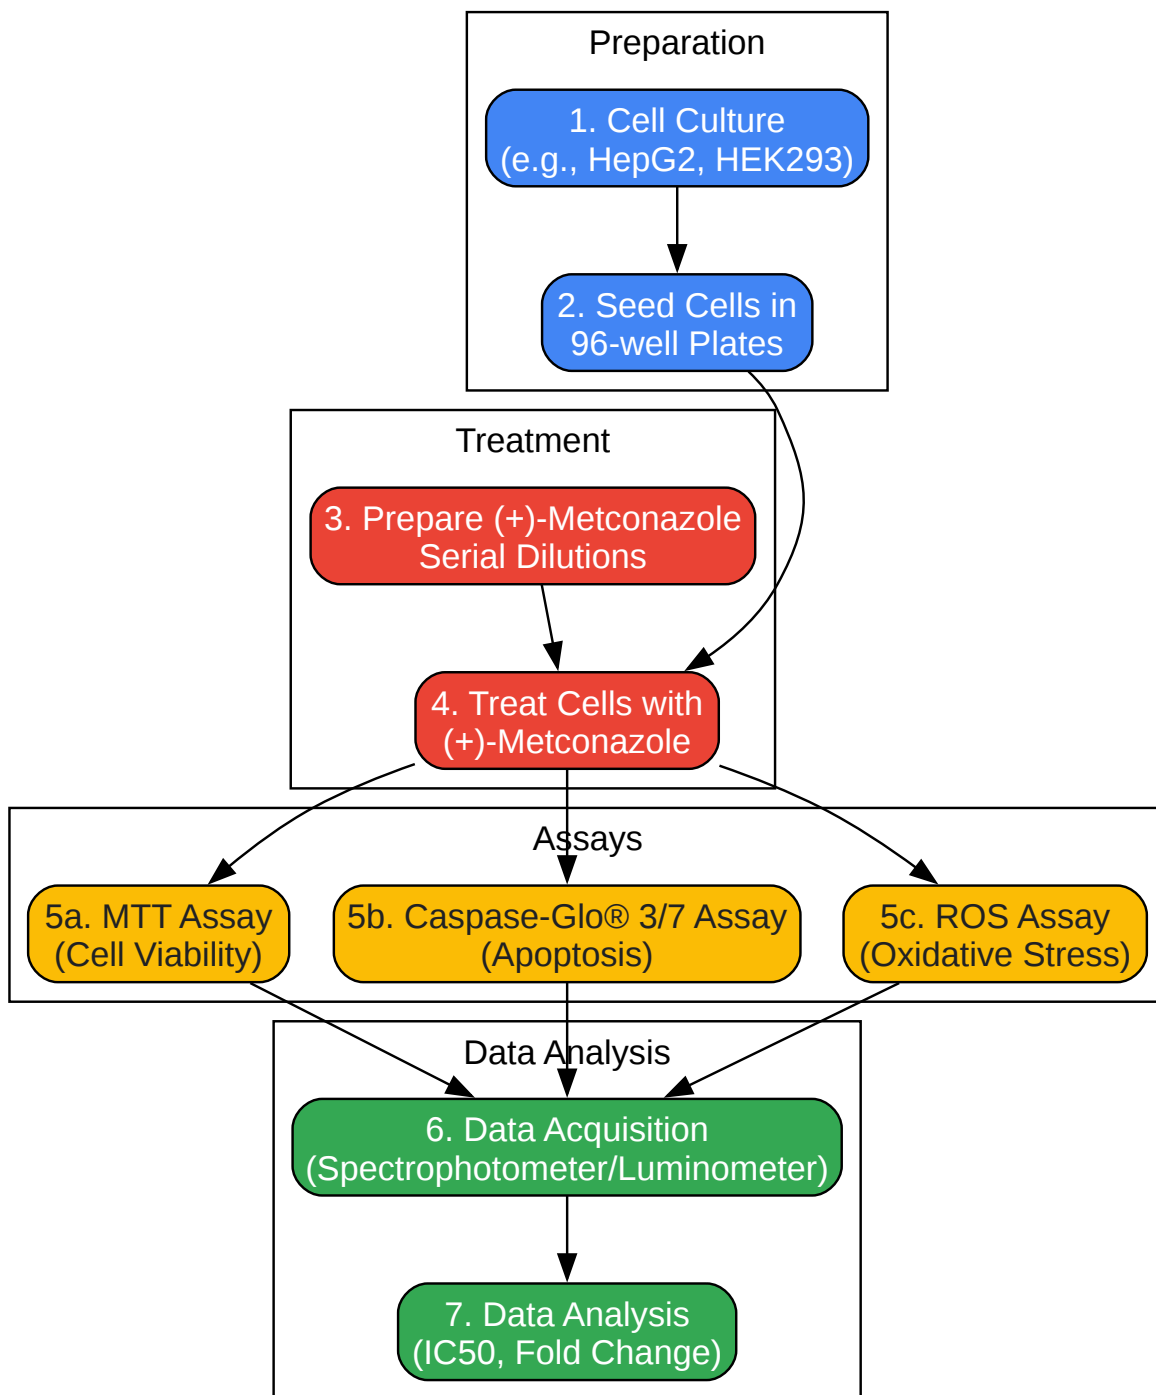 Preparation
1. Cell Culture
(e.g., HepG2, HEK293)
2. Seed Cells in
96-well Plates
Treatment
3. Prepare (+)-Metconazole
Serial Dilutions
4. Treat Cells with
(+)-Metconazole
Assays
5a. MTT Assay
(Cell Viability)
5b. Caspase-Glo® 3/7 Assay
(Apoptosis)
5c. ROS Assay
(Oxidative Stress)
Data Analysis
6. Data Acquisition
(Spectrophotometer/Luminometer)
7. Data Analysis
(IC50, Fold Change)